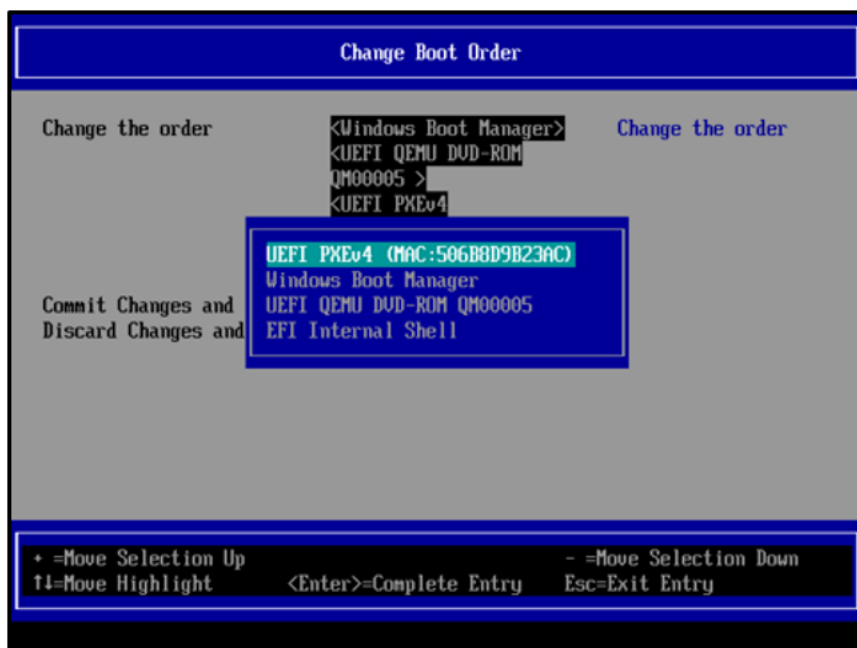 Change Boot Order
Change the order
<Windows Boot Manager>
<UEFI QEMU DVD-ROM
QM00005 >
<UEFI PXEv4
Change the order
UEFI PXEv4 (MAC:506B8D9B23AC)
Windows Boot Manager
UEFI QEMU DVD-ROM QM00005
EFI Internal Shell
Commit Changes and
Discard Changes and
+ =Move Selection Up
- =Move Selection Down
↑↓=Move Highlight
<Enter>=Complete Entry
Esc=Exit Entry